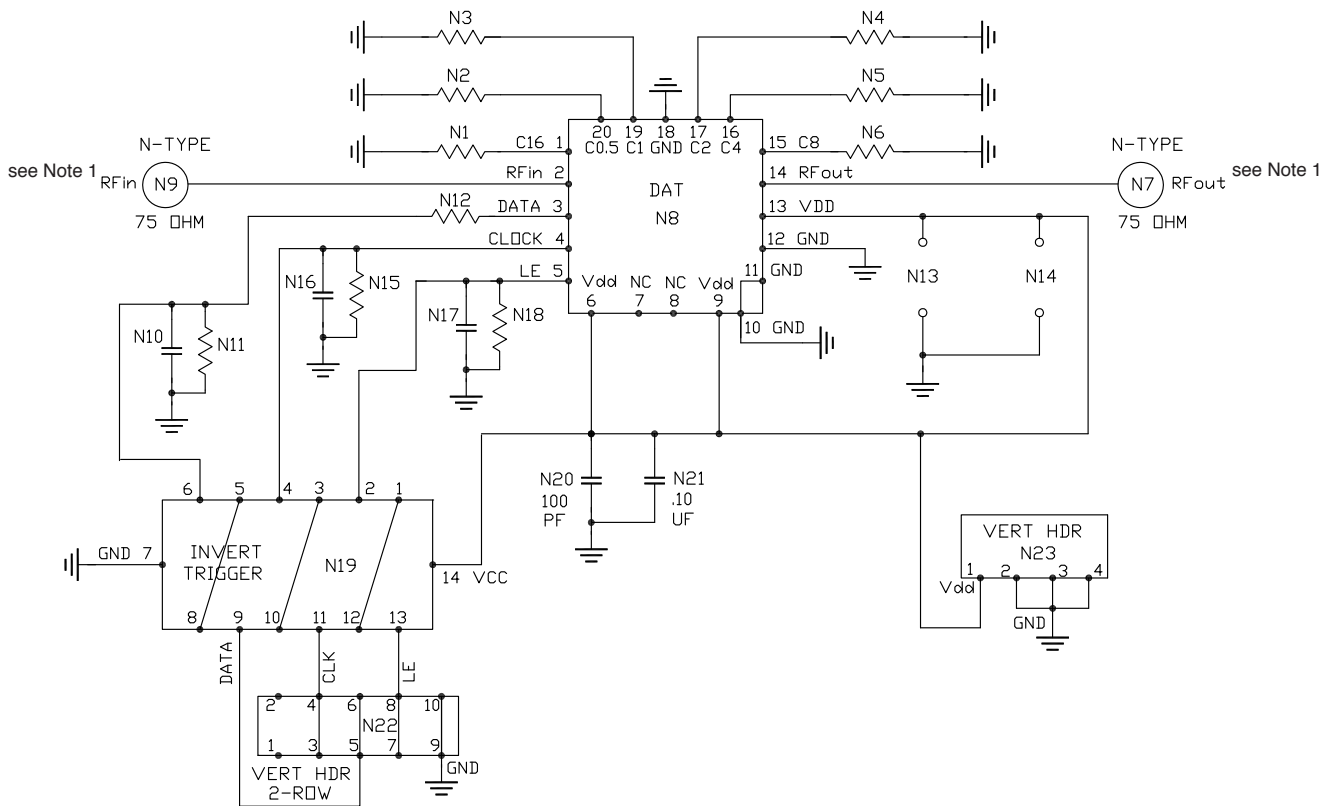 N3
N4
N2
N5
20 19 18 17 16
C0.5 C1 GND C2 C4
N1
C16 1
15 C8
N6
N-TYPE
N-TYPE
see Note 1
RFin
N9
RFin 2
14 RFout
N7
RFout
see Note 1
75 OHM
75 OHM
DAT
N8
N12
DATA 3
13 VDD
CLOCK 4
12 GND
LE 5
11 GND
Vdd NC NC Vdd
6 7 8 9
10 GND
N16
N15
N13
N14
N17
N18
N10
N11
N20
100
PF
N21
.10
UF
6 5 4 3 2 1
GND 7
INVERT
TRIGGER
N19
14 VCC
8 9 10 11 12 13
VERT HDR
N23
1 2 3 4
Vdd
GND
DATA
CLK
LE
2 4 6 8 10
N22
1 3 5 7 9
GND
VERT HDR
2-ROW